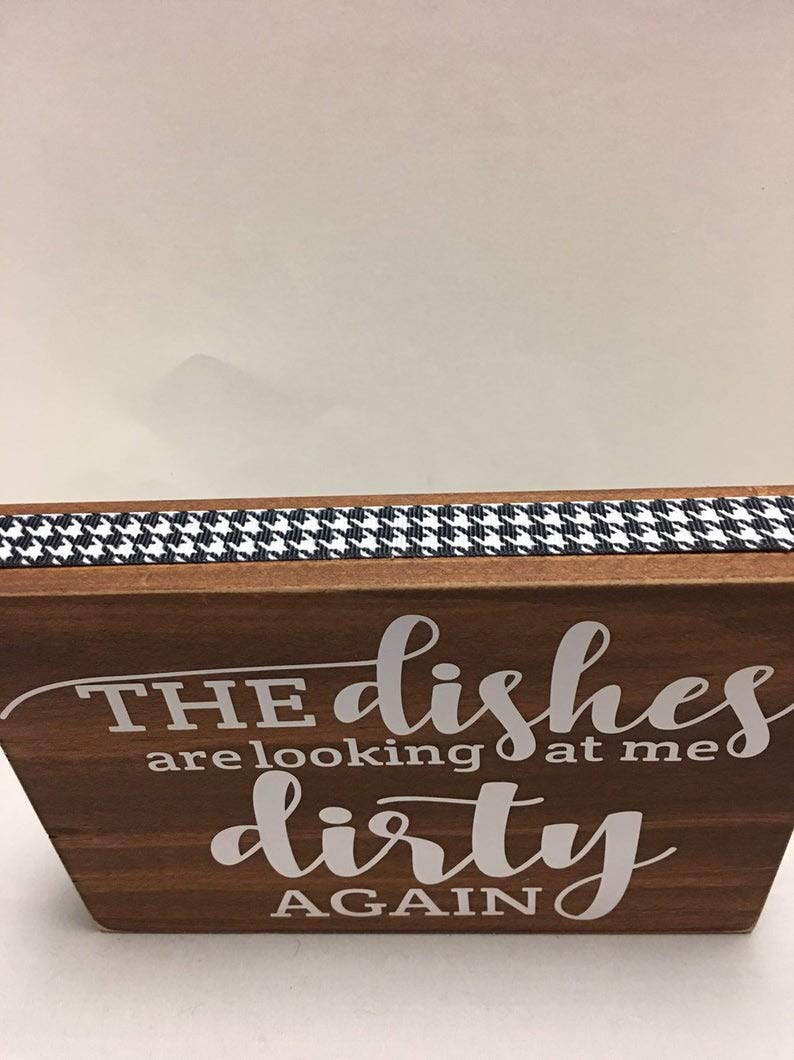 THE dishes
are looking at me
dirty
AGAIN